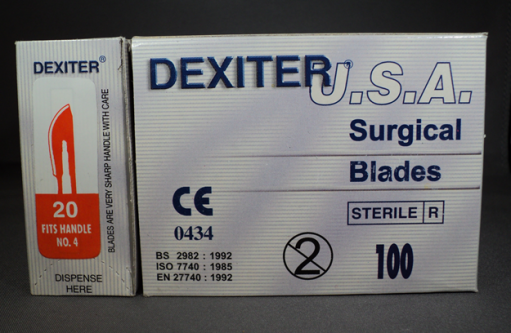 DEXITER®
20
FITS HANDLE
NO. 4
BLADES ARE VERY SHARP HANDLE WITH CARE
DISPENSE
HERE
DEXITER® U.S.A.
Surgical
Blades
CE
0434
STERILE R
BS 2982 : 1992
ISO 7740 : 1985
EN 27740 : 1992
2
100